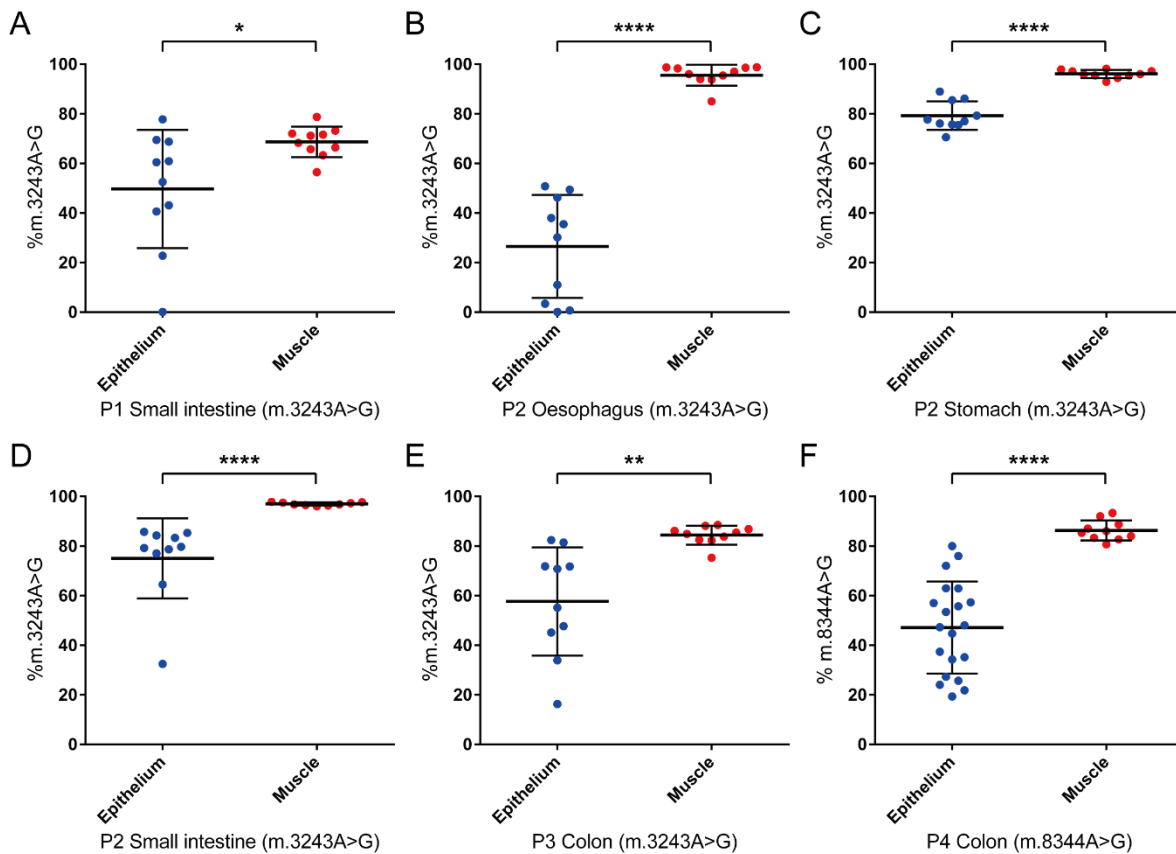 A
*
%m.3243A>G
100
80
60
40
20
0
Epithelium
Muscle
P1 Small intestine (m.3243A>G)
B
****
%m.3243A>G
100
80
60
40
20
0
Epithelium
Muscle
P2 Oesophagus (m.3243A>G)
C
****
%m.3243A>G
100
80
60
40
20
0
Epithelium
Muscle
P2 Stomach (m.3243A>G)
D
****
%m.3243A>G
100
80
60
40
20
0
Epithelium
Muscle
P2 Small intestine (m.3243A>G)
E
**
%m.3243A>G
100
80
60
40
20
0
Epithelium
Muscle
P3 Colon (m.3243A>G)
F
****
% m.8344A>G
100
80
60
40
20
0
Epithelium
Muscle
P4 Colon (m.8344A>G)